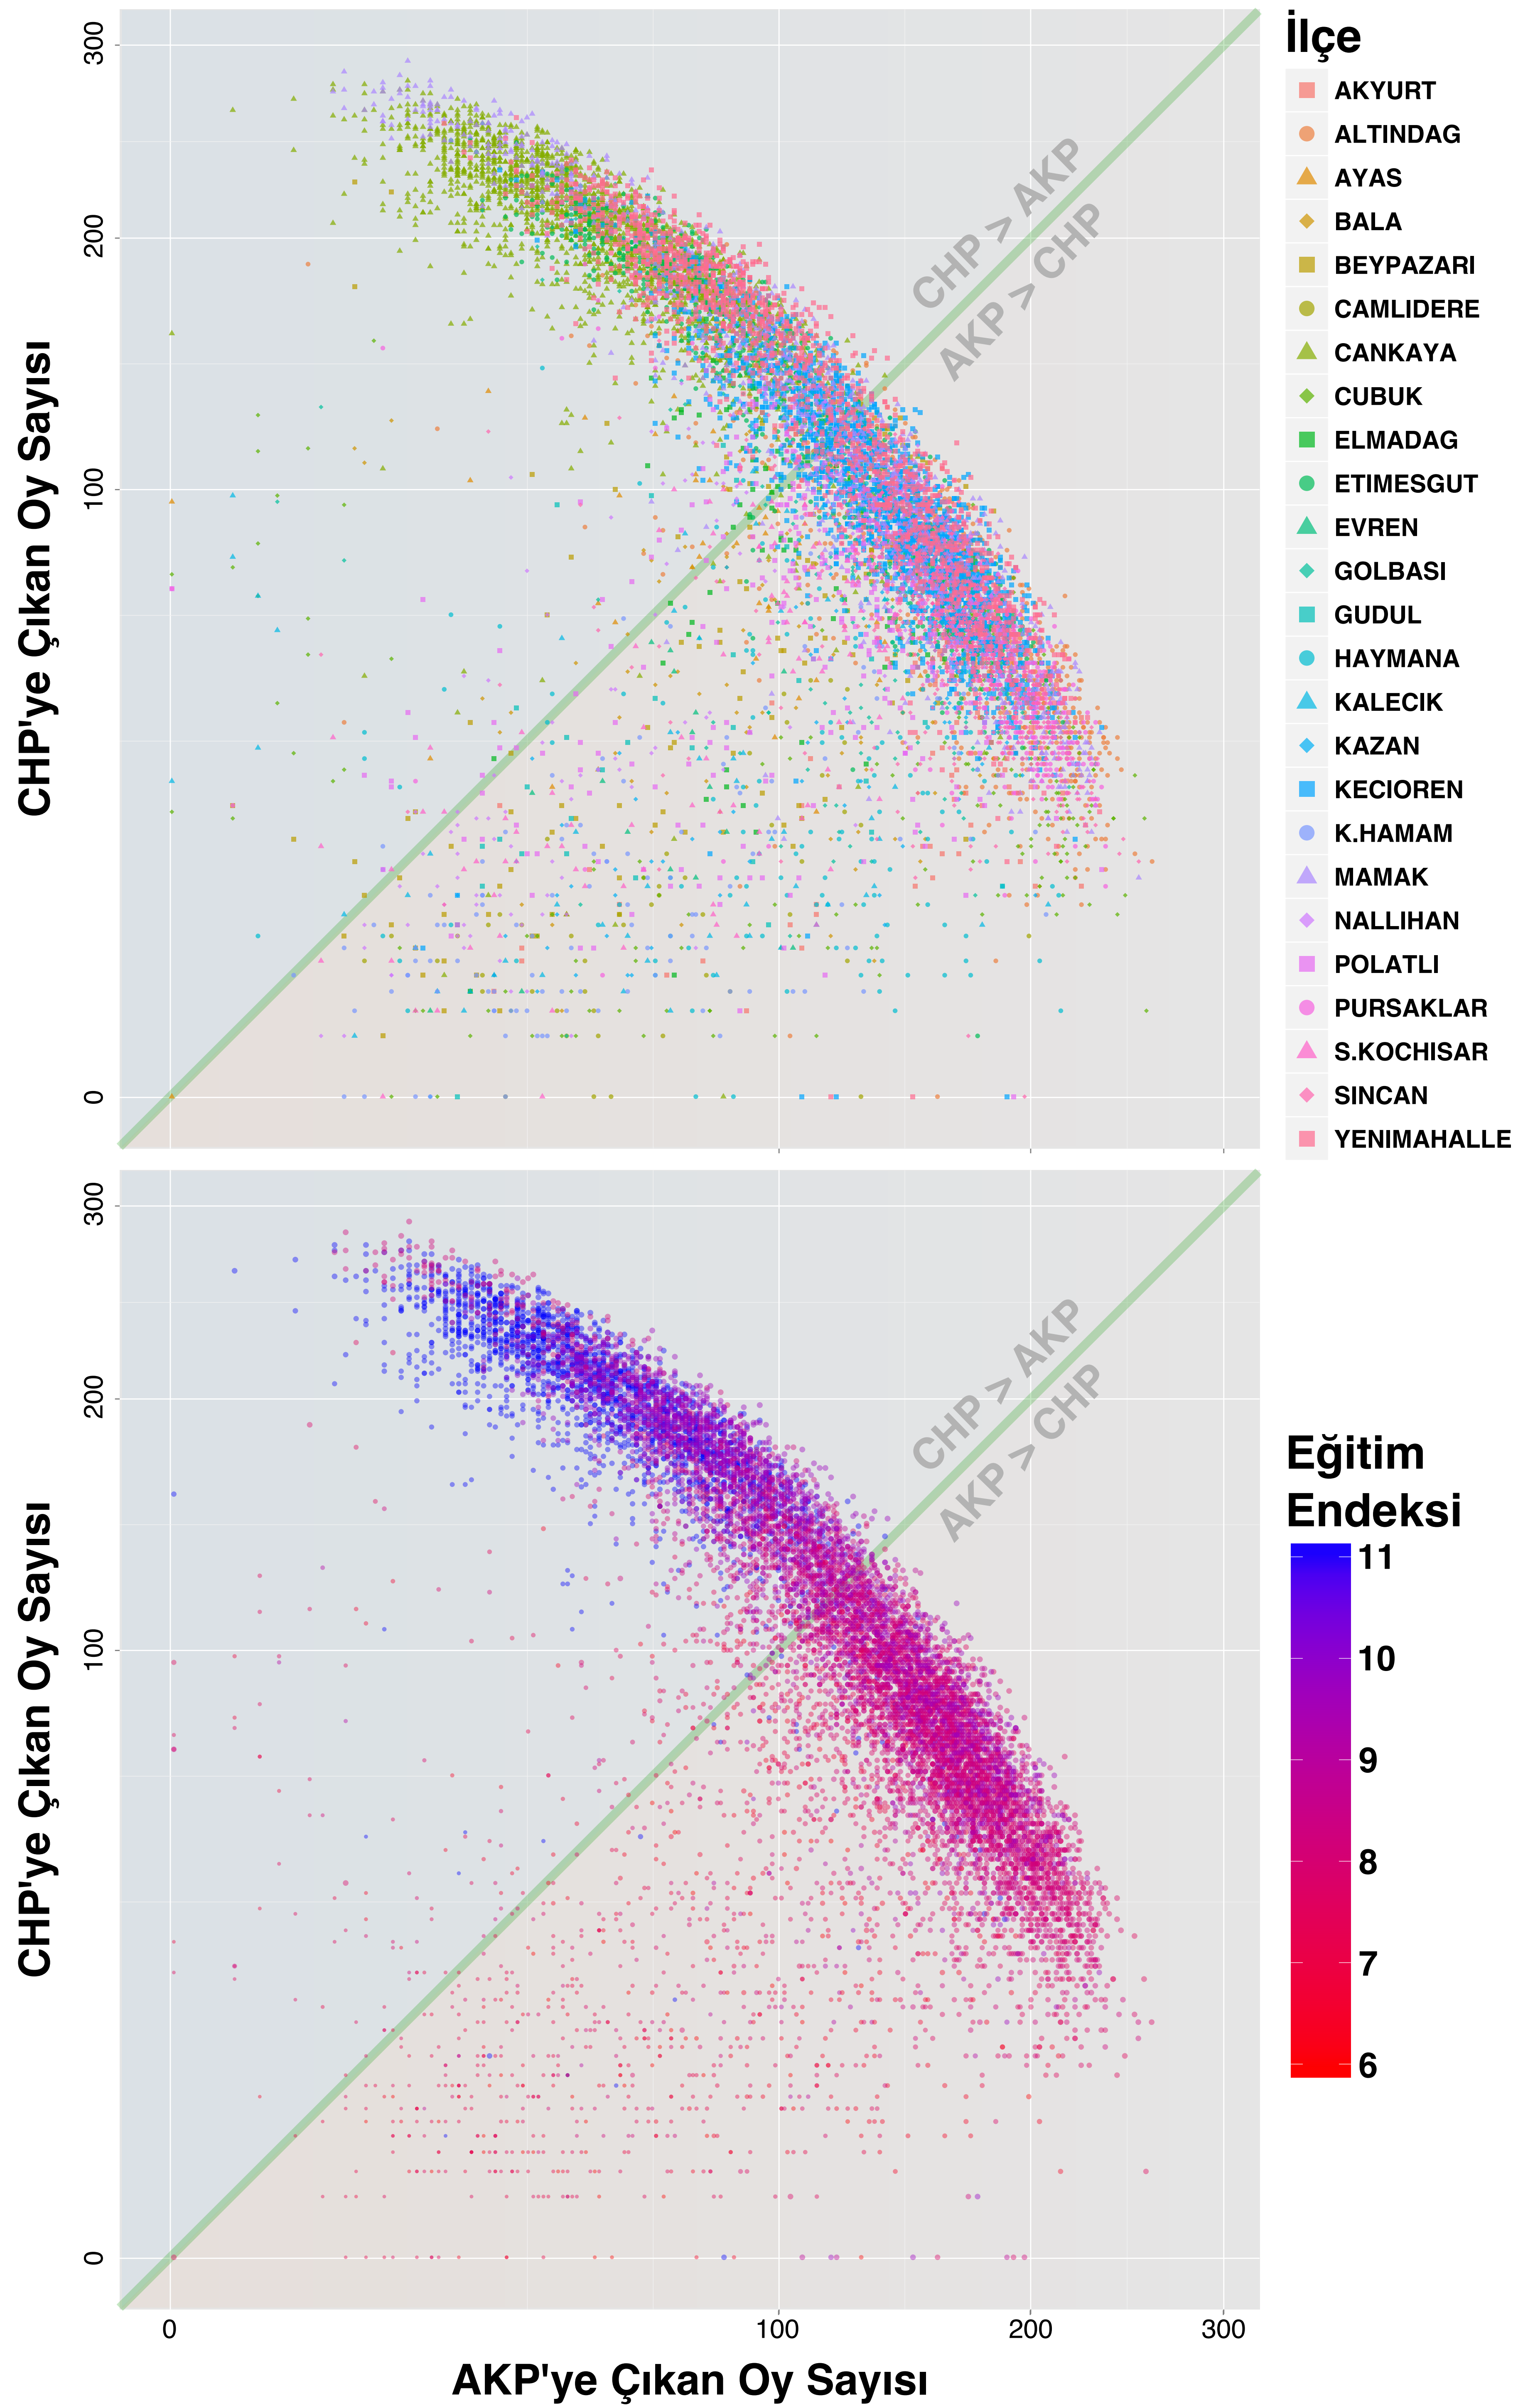 300
200
100
0
CHP'ye Çıkan Oy Sayısı
CHP > AKP
AKP > CHP
İlçe
AKYURT
ALTINDAG
AYAS
BALA
BEYPAZARI
CAMLIDERE
CANKAYA
CUBUK
ELMADAG
ETIMESGUT
EVREN
GOLBASI
GUDUL
HAYMANA
KALECIK
KAZAN
KECIOREN
K.HAMAM
MAMAK
NALLIHAN
POLATLI
PURSAKLAR
S.KOCHISAR
SINCAN
YENIMAHALLE
300
200
100
0
CHP'ye Çıkan Oy Sayısı
CHP > AKP
AKP > CHP
Eğitim
Endeksi
11
10
9
8
7
6
0 100 200 300
AKP'ye Çıkan Oy Sayısı